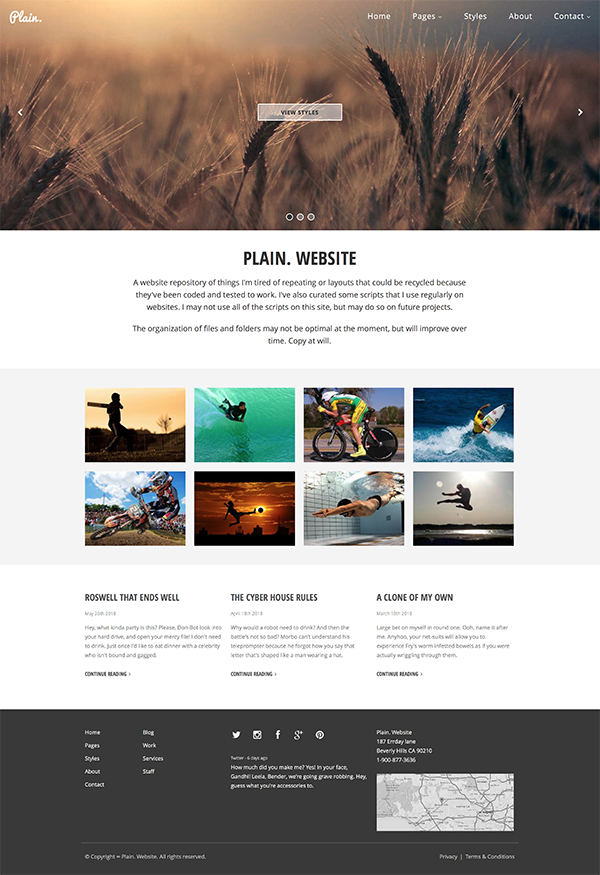 Plain.
Home Pages Styles About Contact
VIEW STYLES
PLAIN. WEBSITE
A website repository of things I'm tired of repeating or layouts that could be recycled because
they've been coded and tested to work. I've also curated some scripts that I use regularly on
websites. I may not use all of the scripts on this site, but may do so on future projects.
The organization of files and folders may not be optimal at the moment, but will improve over
time. Copy at will.
ROSWELL THAT ENDS WELL
May 20th 2018
Hey, what kinda party is this? Please, Don-Bot look into
your hard drive, and open your mercy file! I don't need
to drink. Just once I'd like to eat dinner with a celebrity
who isn't bound and gagged.
CONTINUE READING >
THE CYBER HOUSE RULES
April 18th 2018
Why would a robot need to drink? And then the
battle's not so bad? Morbo can't understand his
teleprompter because he forgot how you say that
letter that's shaped like a man wearing a hat.
CONTINUE READING >
A CLONE OF MY OWN
March 10th 2018
Large bet on myself in round one. Ooh, name it after
me. Anyhoo, your net-suits will allow you to
experience Fry's worm infested bowels as if you were
actually wriggling through them.
CONTINUE READING >
Home
Pages
Styles
About
Contact
Blog
Work
Services
Staff
Twitter - 6 days ago
How much did you make me? Yes! In your face,
Gandhi! Leela, Bender, we're going grave robbing. Hey,
guess what you're accessories to.
Plain. Website
187 Errday lane
Beverly Hills CA 90210
1-900-877-3636
© Copyright ∞ Plain. Website. All rights reserved.
Privacy | Terms & Conditions